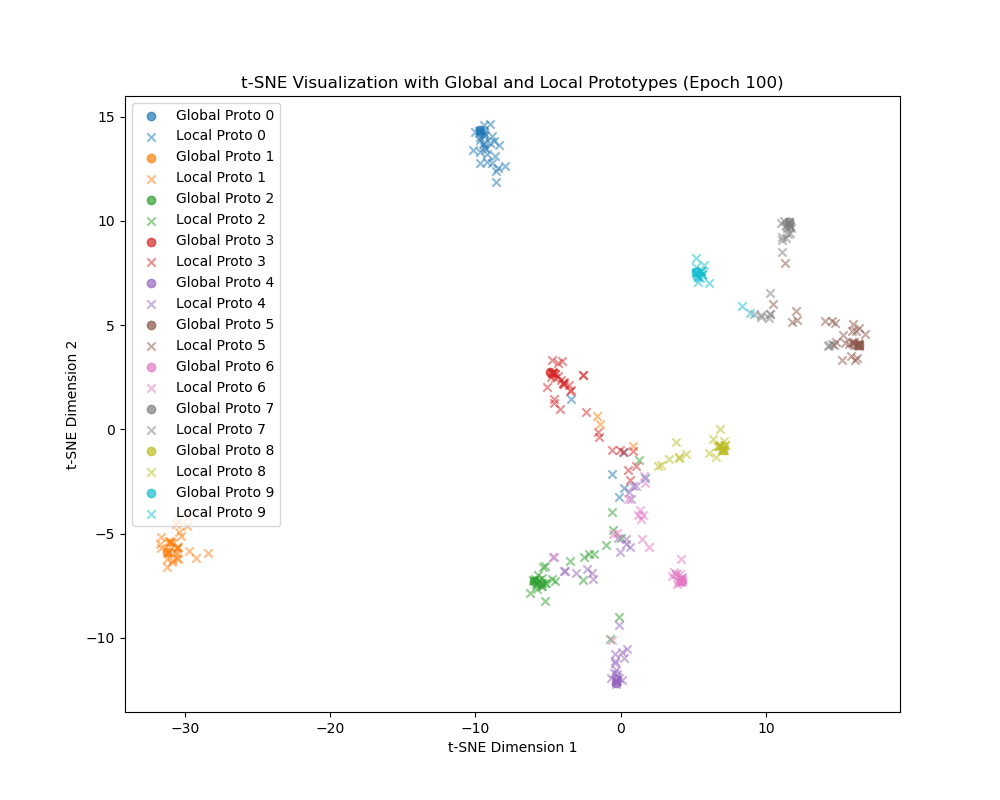 t-SNE Visualization with Global and Local Prototypes (Epoch 100)
15
10
5
0
−5
−10
t-SNE Dimension 2
Global Proto 0
Local Proto 0
Global Proto 1
Local Proto 1
Global Proto 2
Local Proto 2
Global Proto 3
Local Proto 3
Global Proto 4
Local Proto 4
Global Proto 5
Local Proto 5
Global Proto 6
Local Proto 6
Global Proto 7
Local Proto 7
Global Proto 8
Local Proto 8
Global Proto 9
Local Proto 9
−30 −20 −10 0 10
t-SNE Dimension 1